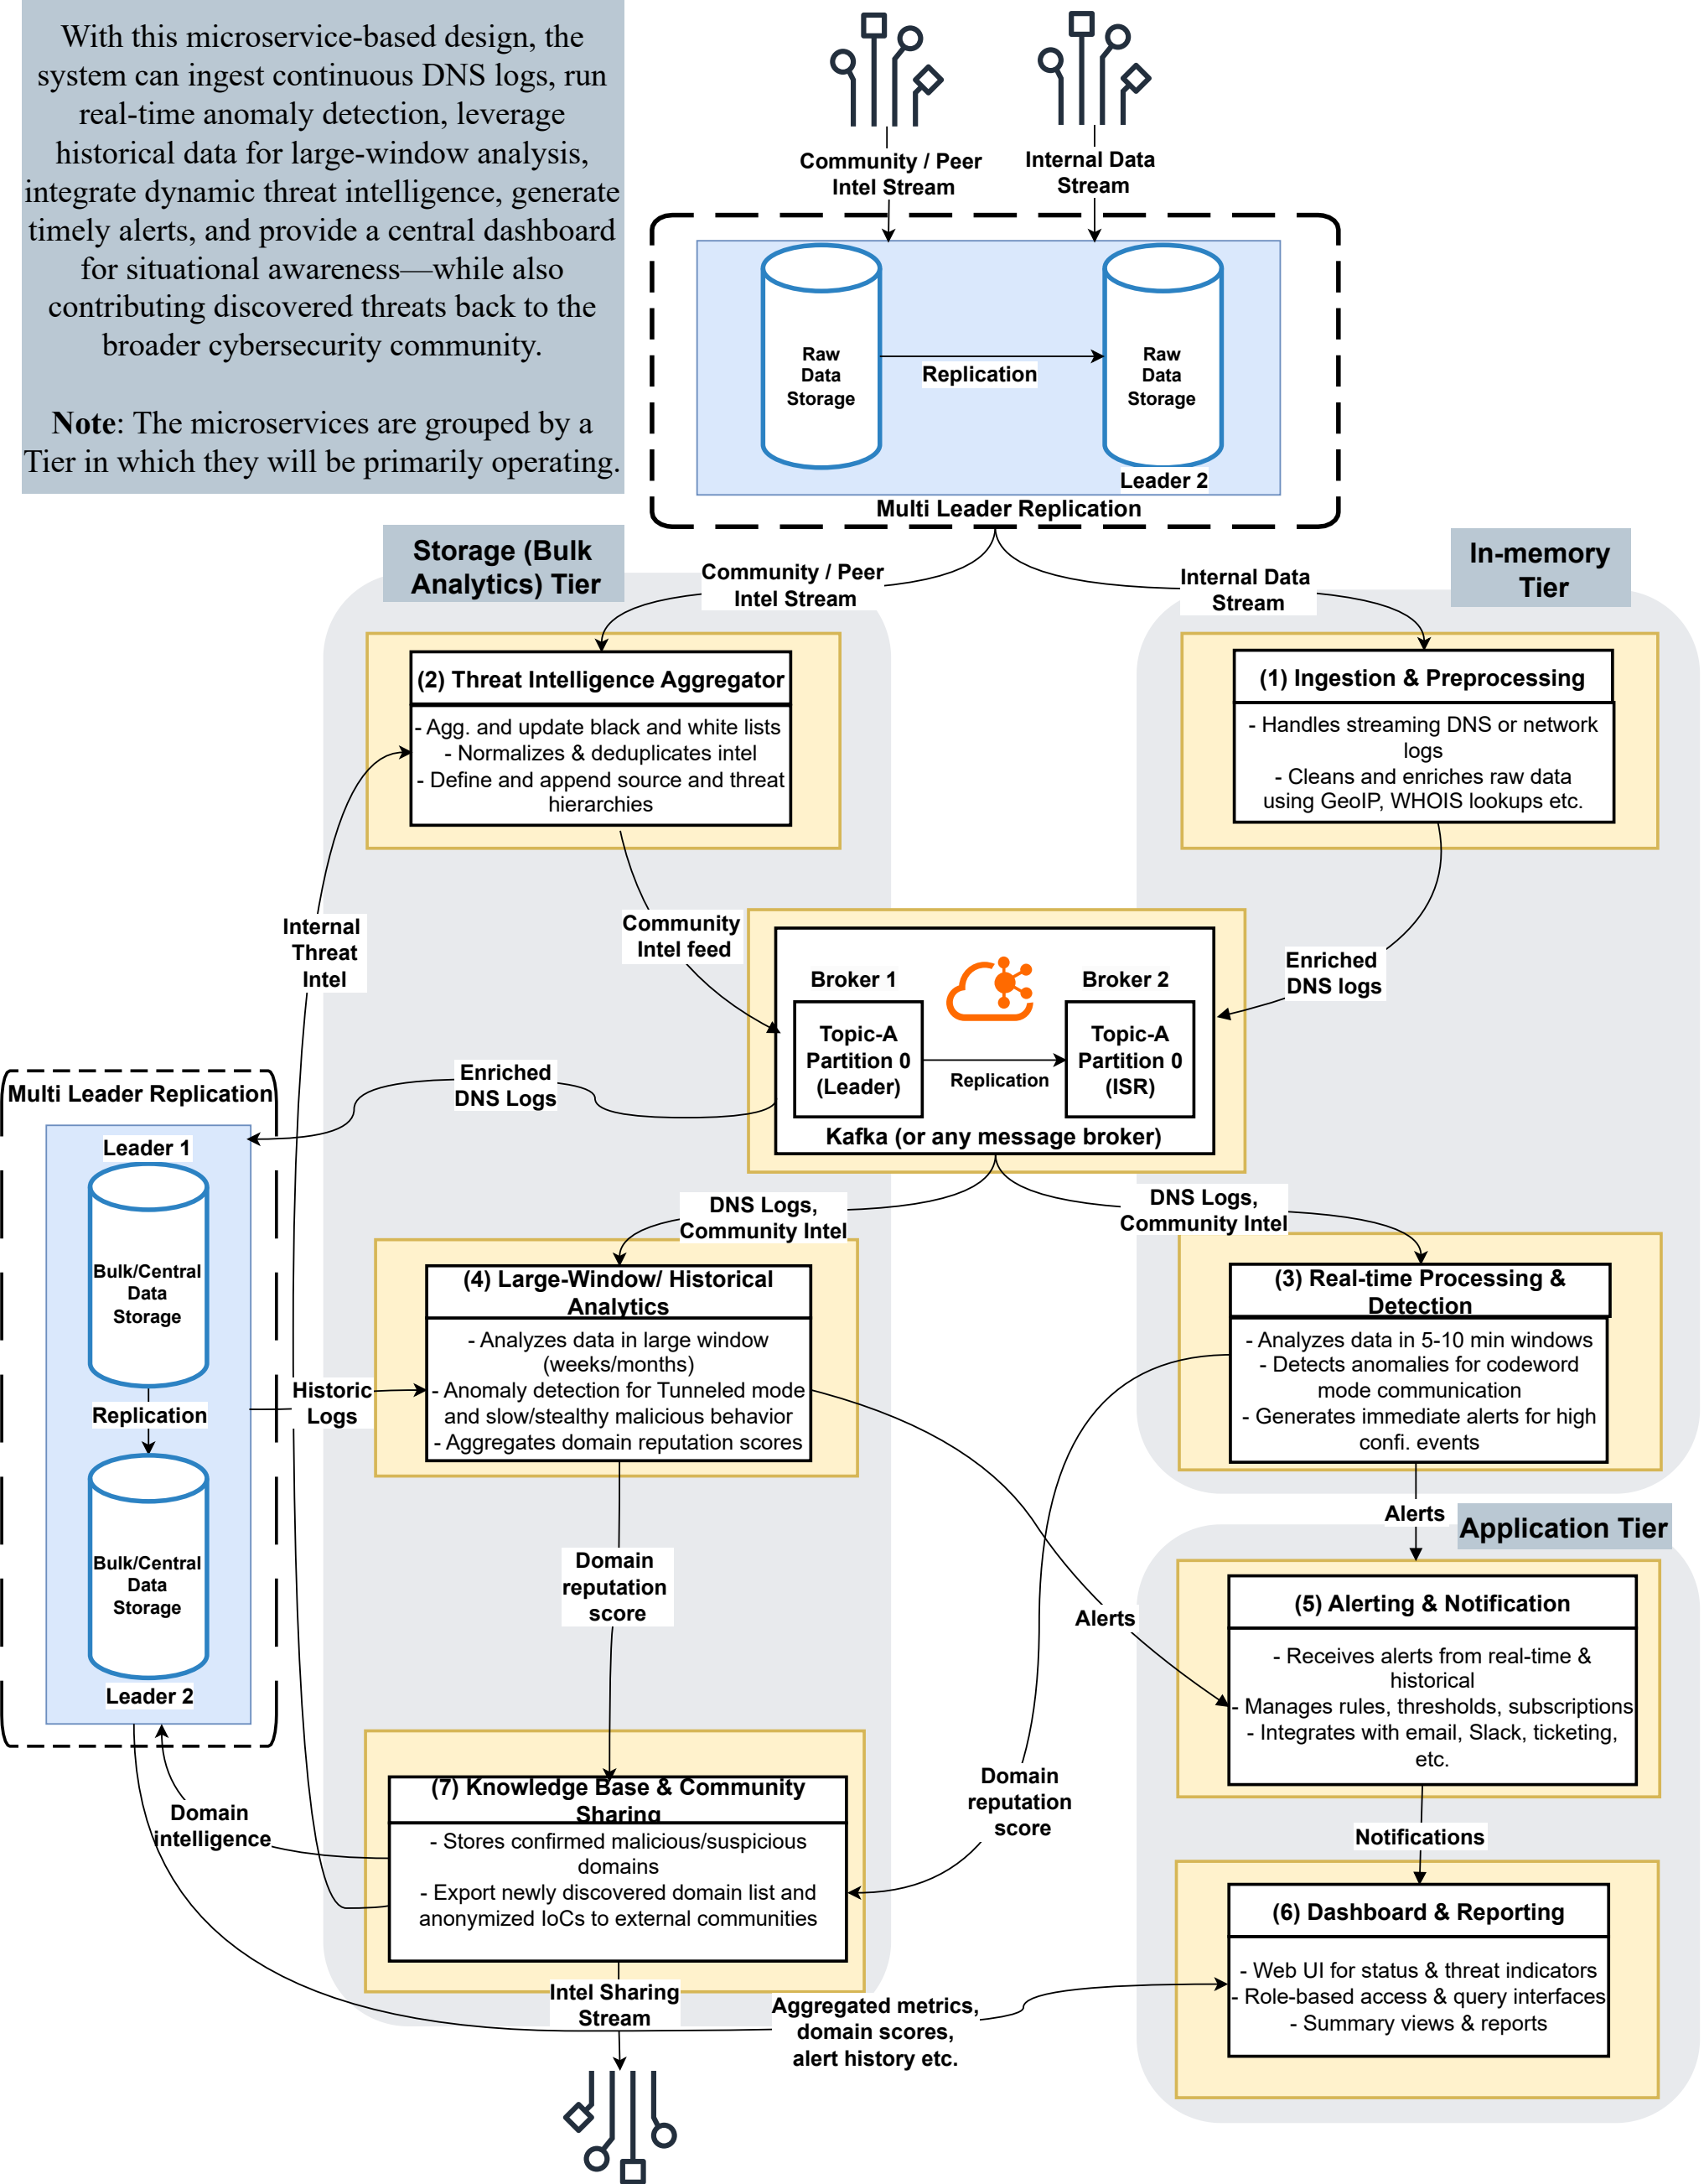 With this microservice-based design, the
system can ingest continuous DNS logs, run
real-time anomaly detection, leverage
historical data for large-window analysis,
integrate dynamic threat intelligence, generate
timely alerts, and provide a central dashboard
for situational awareness—while also
contributing discovered threats back to the
broader cybersecurity community.
Note: The microservices are grouped by a
Tier in which they will be primarily operating.
Community / Peer
Intel Stream
Internal Data
Stream
Raw
Data
Storage
Replication
Raw
Data
Storage
Leader 2
Multi Leader Replication
Storage (Bulk
Analytics) Tier
Community / Peer
Intel Stream
Internal Data
Stream
In-memory
Tier
(2) Threat Intelligence Aggregator
- Agg. and update black and white lists
- Normalizes & deduplicates intel
- Define and append source and threat
hierarchies
(1) Ingestion & Preprocessing
- Handles streaming DNS or network
logs
- Cleans and enriches raw data
using GeoIP, WHOIS lookups etc.
Internal
Threat
Intel
Community
Intel feed
Enriched
DNS logs
Broker 1
Broker 2
Topic-A
Partition 0
(Leader)
Replication
Topic-A
Partition 0
(ISR)
Kafka (or any message broker)
Enriched
DNS Logs
Multi Leader Replication
Leader 1
Bulk/Central
Data
Storage
Replication
Bulk/Central
Data
Storage
Leader 2
DNS Logs,
Community Intel
DNS Logs,
Community Intel
Historic
Logs
(4) Large-Window/ Historical
Analytics
- Analyzes data in large window
(weeks/months)
- Anomaly detection for Tunneled mode
and slow/stealthy malicious behavior
- Aggregates domain reputation scores
(3) Real-time Processing &
Detection
- Analyzes data in 5-10 min windows
- Detects anomalies for codeword
mode communication
- Generates immediate alerts for high
confi. events
Alerts
Application Tier
Domain
reputation
score
Alerts
(5) Alerting & Notification
- Receives alerts from real-time &
historical
- Manages rules, thresholds, subscriptions
- Integrates with email, Slack, ticketing,
etc.
Domain
reputation
score
Notifications
Domain
intelligence
(7) Knowledge Base & Community
Sharing
- Stores confirmed malicious/suspicious
domains
- Export newly discovered domain list and
anonymized IoCs to external communities
(6) Dashboard & Reporting
- Web UI for status & threat indicators
- Role-based access & query interfaces
- Summary views & reports
Intel Sharing
Stream
Aggregated metrics,
domain scores,
alert history etc.